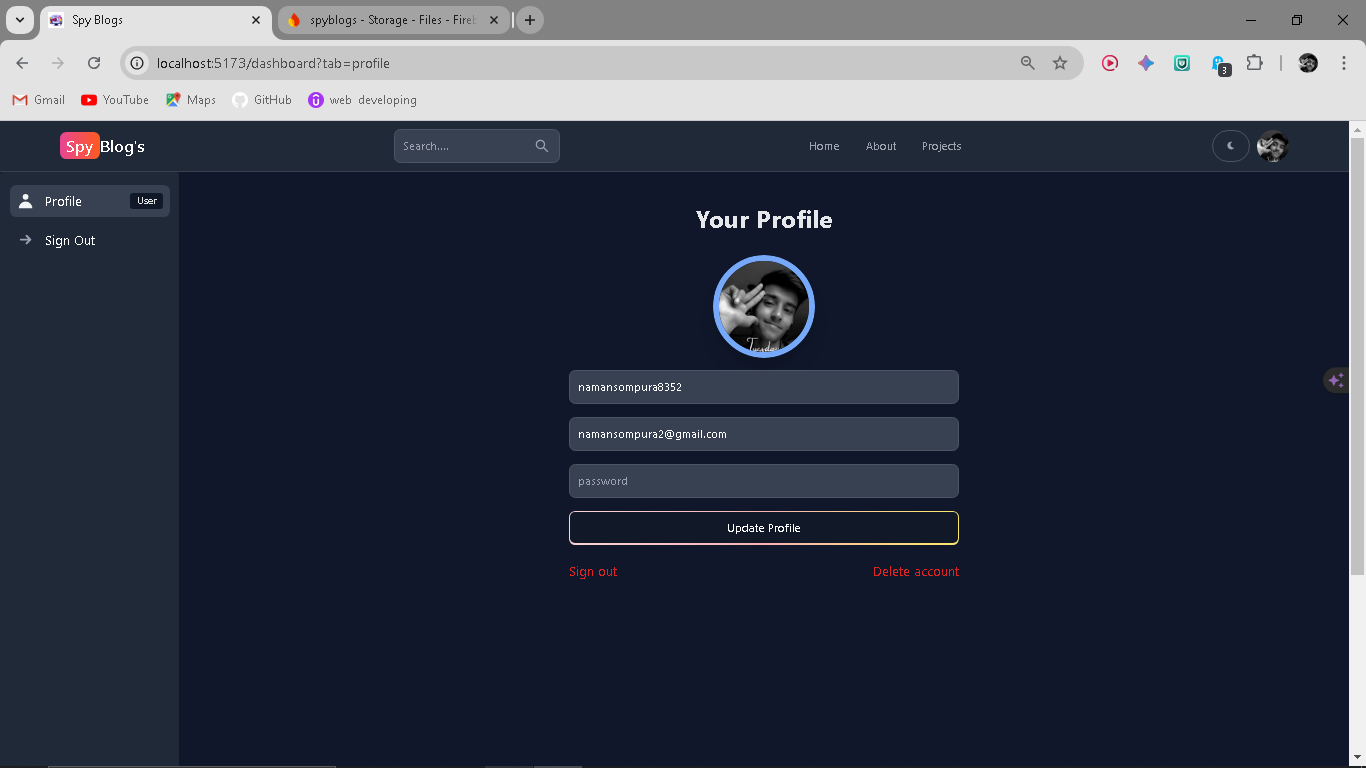 Spy Blogs
spyblogs - Storage - Files - Fireb
localhost:5173/dashboard?tab=profile
3
Gmail YouTube Maps GitHub web developing
Spy Blog's
Search....
Home About Projects
Profile User
Sign Out
Your Profile
Tuesday
namansompura8352
namansompura2@gmail.com
password
Update Profile
Sign out Delete account